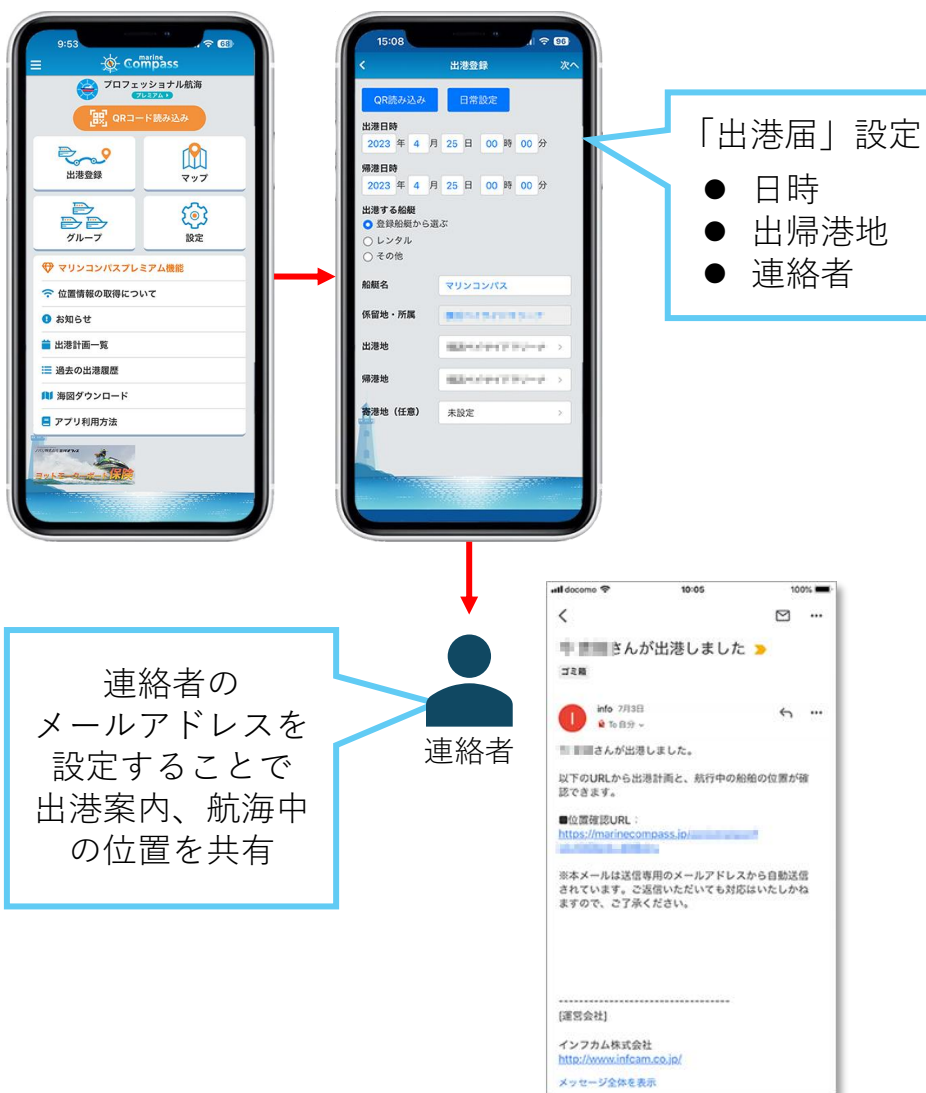 9:53
68
marine
Compass
プロフェッショナル航海
プレミアム
QRコード読み込み
出港登録
マップ
グループ
設定
マリンコンパスプレミアム機能
位置情報の取得について
お知らせ
出港計画一覧
過去の出港履歴
海図ダウンロード
アプリ利用方法
ヨットモーターボート保険
15:08
96
出港登録
次へ
QR読み込み
日常設定
出港日時
2023 年 4 月 25 日 00 時 00 分
帰港日時
2023 年 4 月 25 日 00 時 00 分
出港する船艇
登録船艇から選ぶ
レンタル
その他
船艇名 マリンコンパス
係留地・所属
出港地
帰港地
寄港地（任意） 未設定
「出港届」設定
● 日時
● 出帰港地
● 連絡者
連絡者の
メールアドレスを
設定することで
出港案内、航海中
の位置を共有
連絡者
docomo 10:05 100%
さんが出港しました
ゴミ箱
I
info 7月3日
To 自分
さんが出港しました。
以下のURLから出港計画と、航行中の船舶の位置が確
認できます。
■位置確認URL：
https://marinecompass.jp/
※本メールは送信専用のメールアドレスから自動送信
されています。ご返信いただいても対応はいたしかね
ますので、ご了承ください。
----------------------------------
[運営会社]
インフカム株式会社
http://www.infcam.co.jp/
メッセージ全体を表示